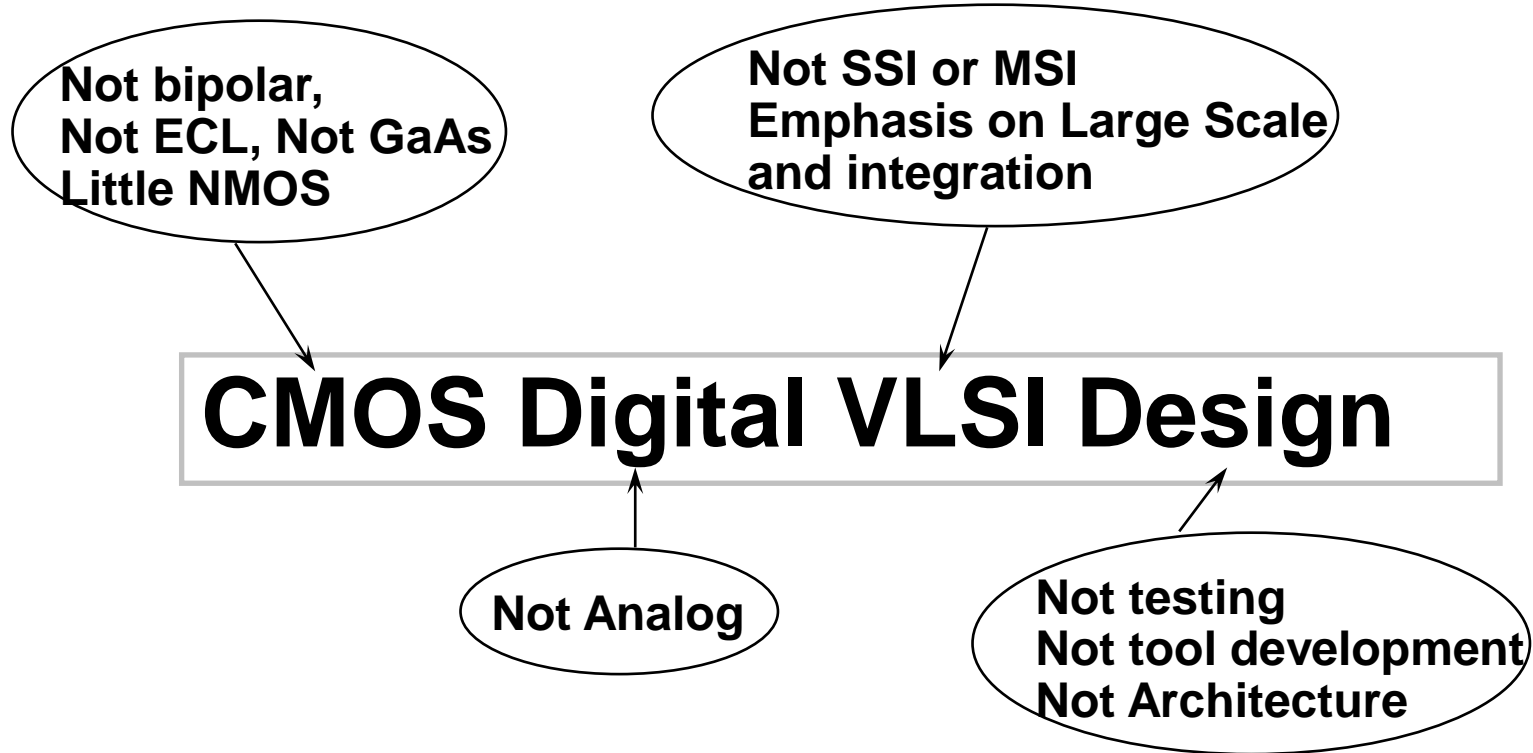 Not bipolar,
Not ECL, Not GaAs
Little NMOS
Not SSI or MSI
Emphasis on Large Scale
and integration
CMOS Digital VLSI Design
Not Analog
Not testing
Not tool development
Not Architecture